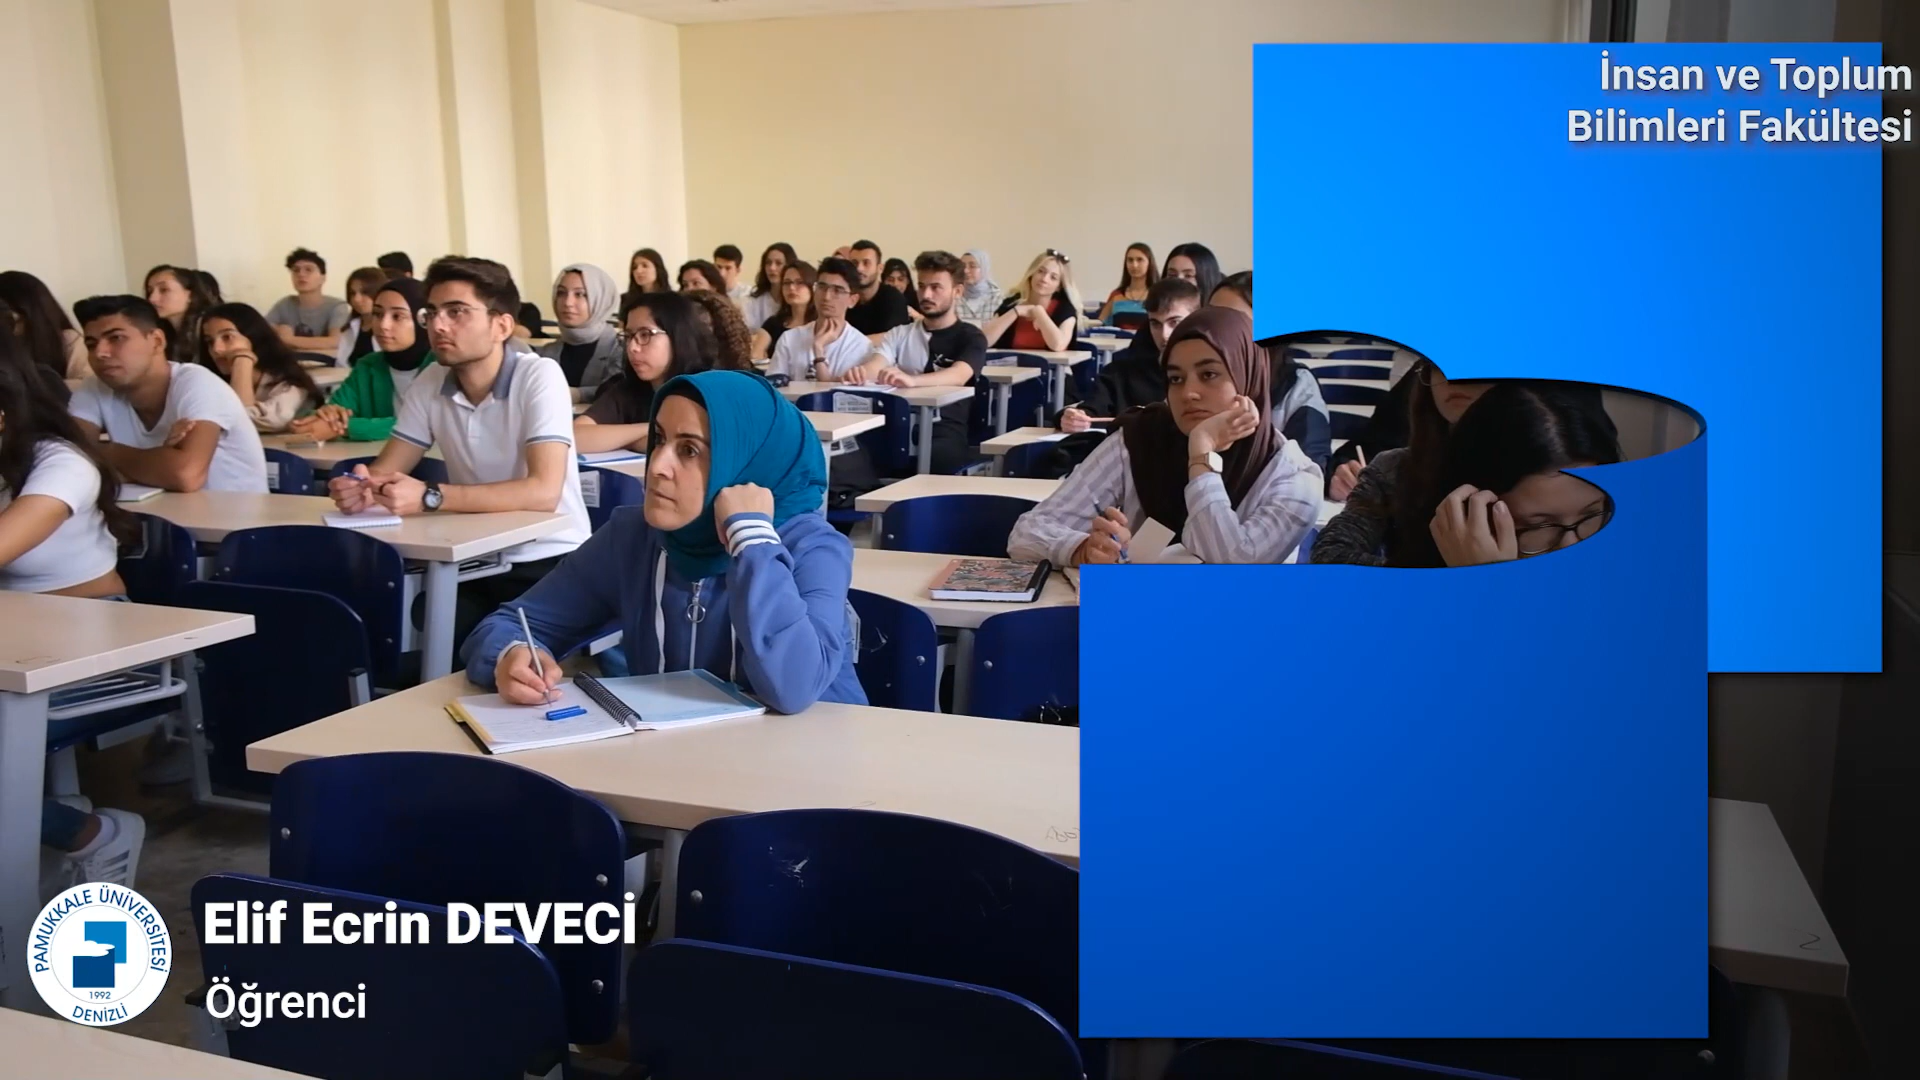 İnsan ve Toplum
Bilimleri Fakültesi
Elif Ecrin DEVECİ
Öğrenci
PAMUKKALE ÜNİVERSİTESİ
1992
DENİZLİ